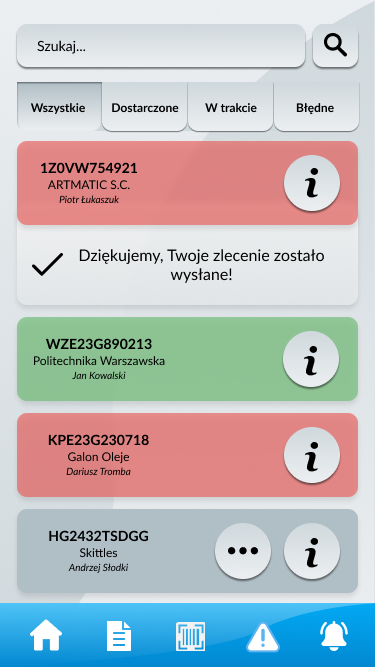 Szukaj...
Wszystkie Dostarczone W trakcie Błędne
1Z0VW754921
ARTMATIC S.C.
Piotr Łukaszuk
i
Dziękujemy, Twoje zlecenie zostało
wysłane!
WZE23G890213
Politechnika Warszawska
Jan Kowalski
i
KPE23G230718
Galon Oleje
Dariusz Tromba
i
HG2432TSDGG
Skittles
Andrzej Słodki
i